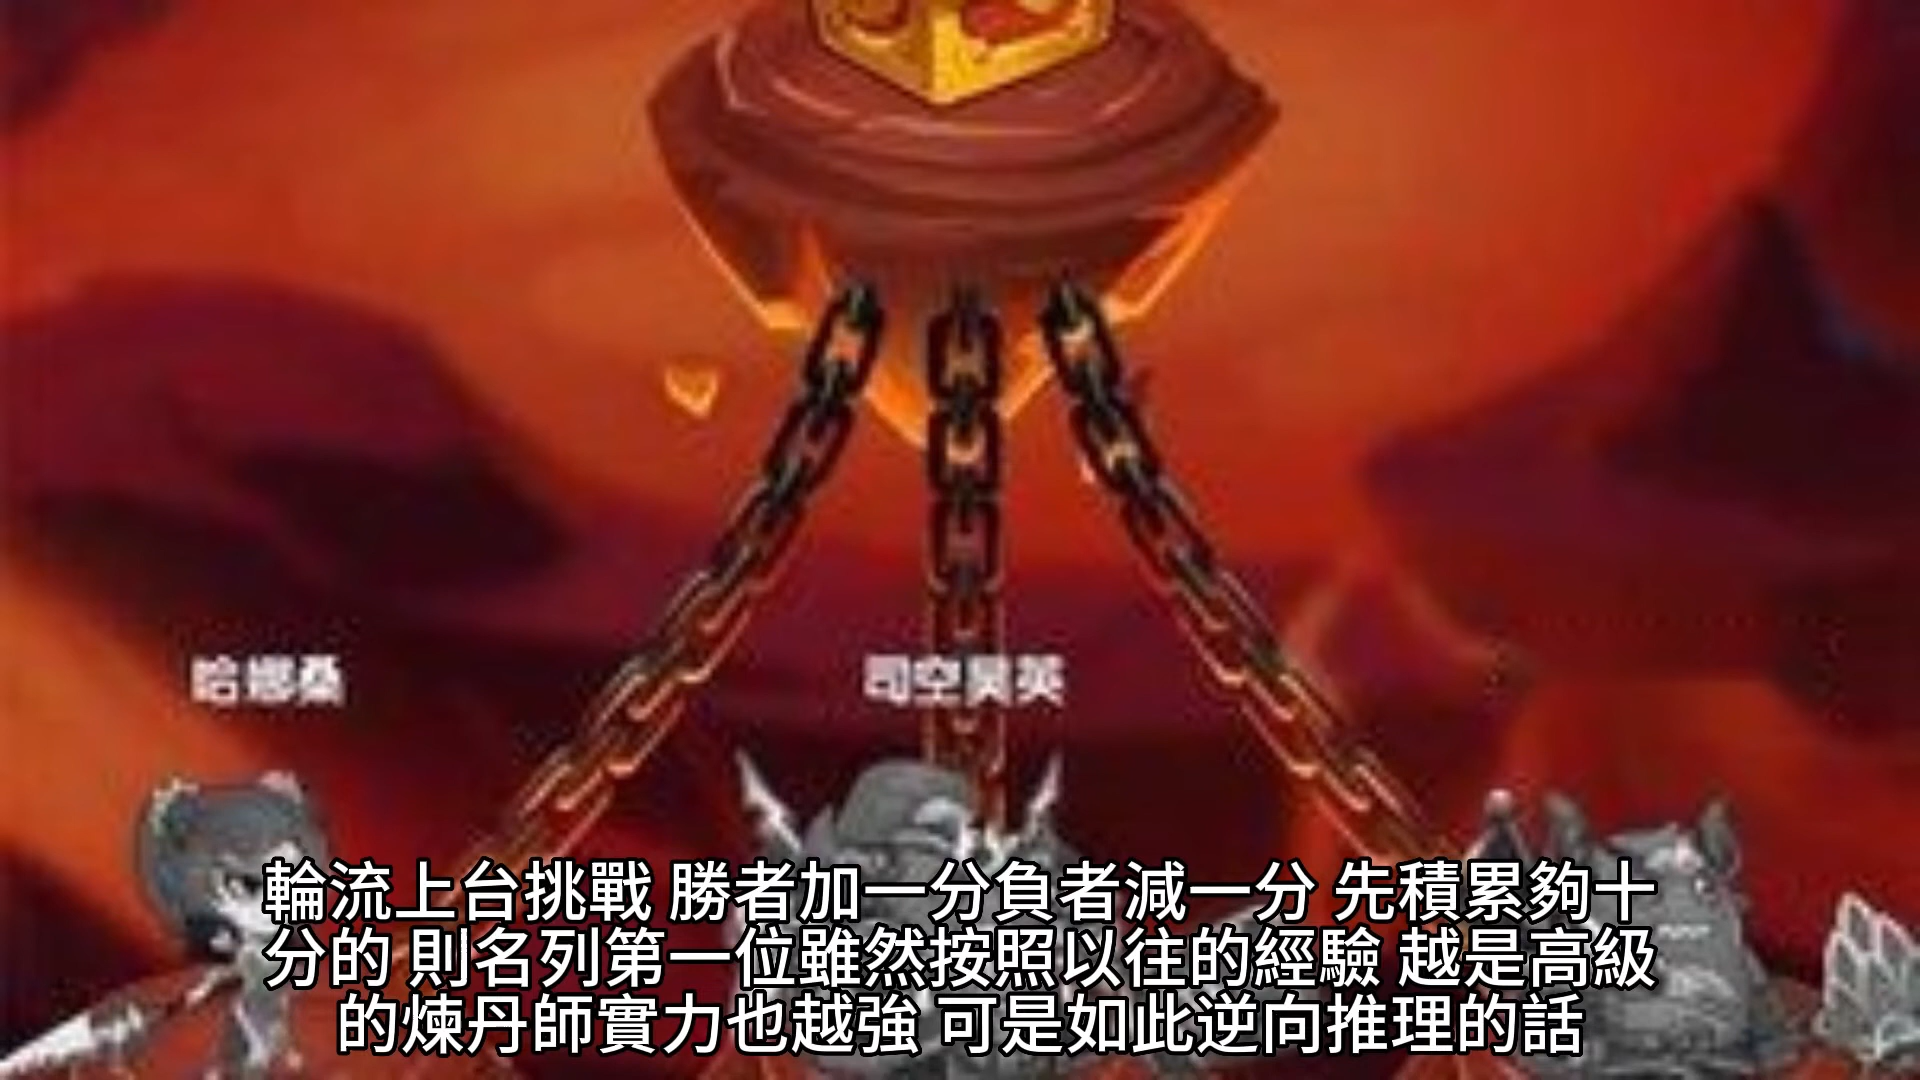 哈娜桑
司空昊英
輪流上台挑戰 勝者加一分負者減一分 先積累夠十
分的 則名列第一位雖然按照以往的經驗 越是高級
的煉丹師實力也越強 可是如此逆向推理的話